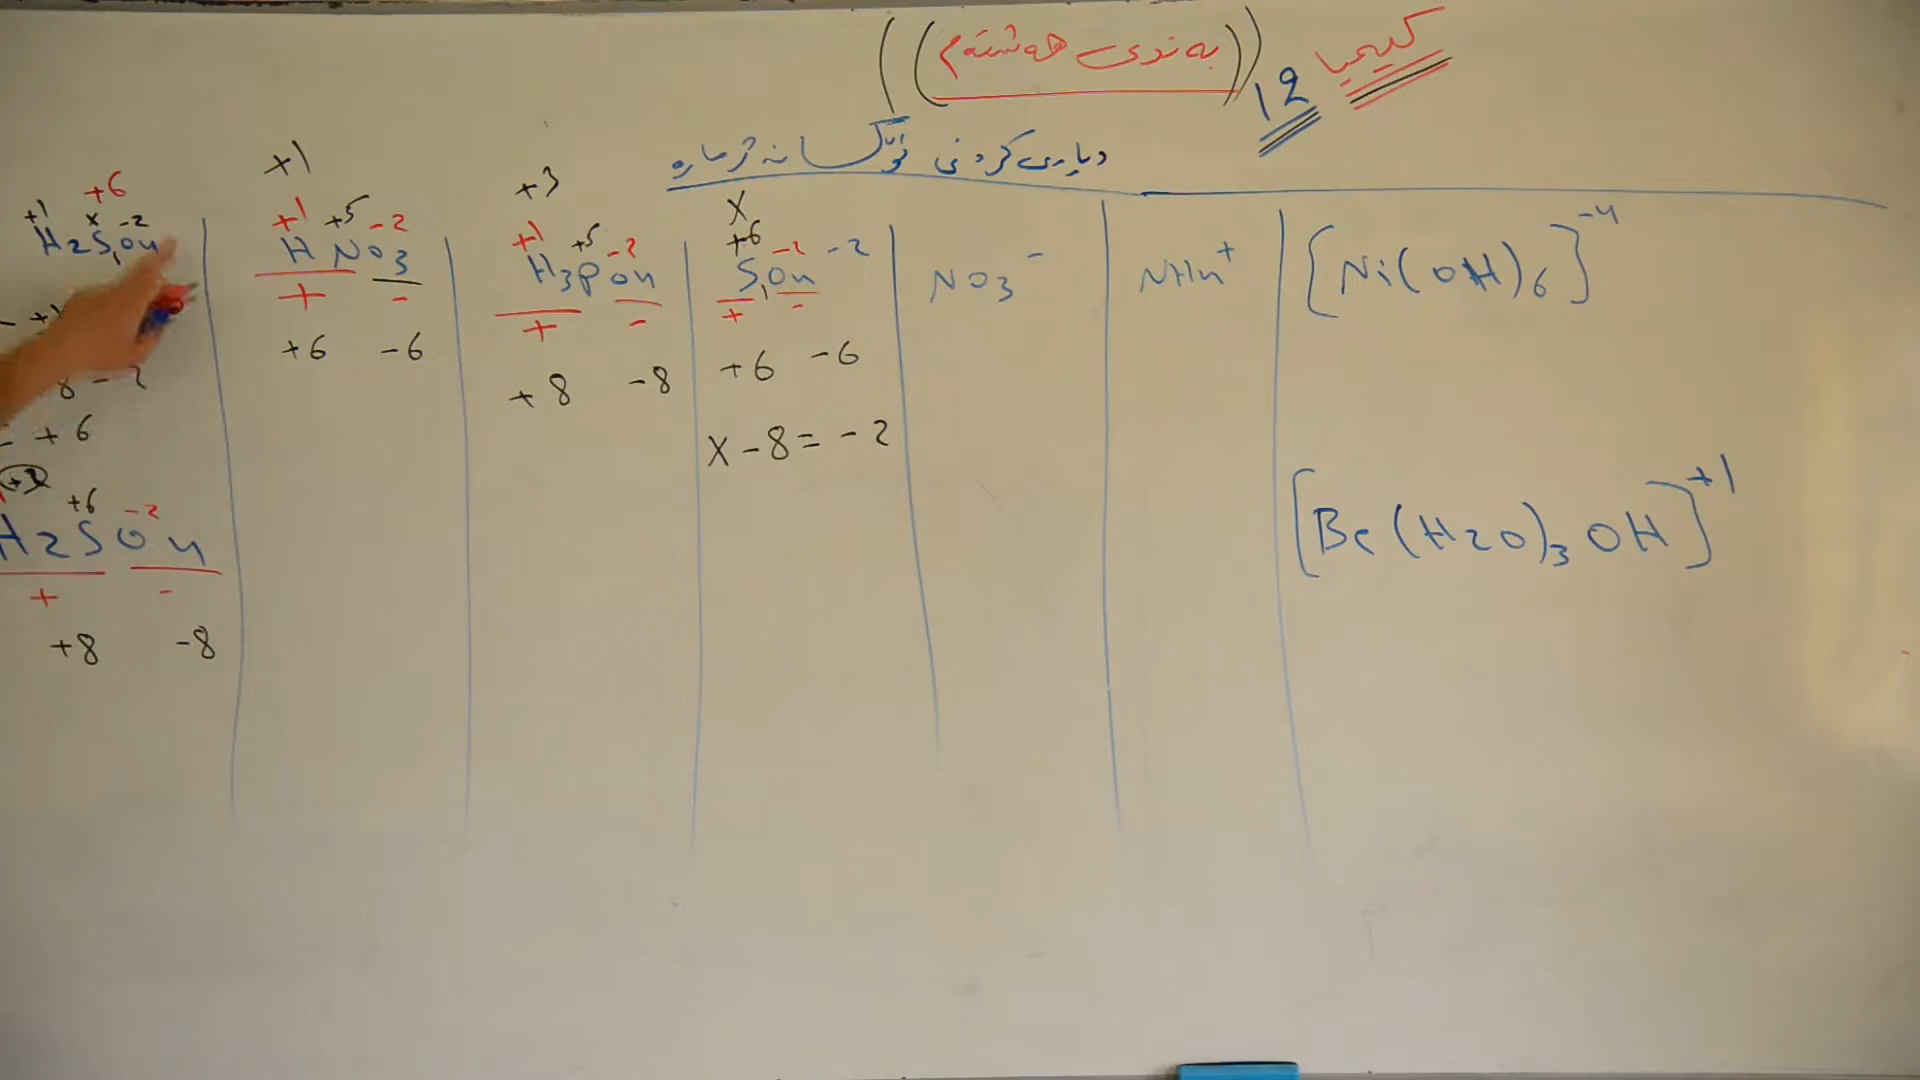 کیمیا 12 ((بەندی هەشتەم))
دیاری کردنی ئۆکسانە ژمارە
+6
+1 x -2
H2SO4
+6
+6 -2
H2SO4
+ -
+8 -8
+1
+1 +5 -2
HNO3
+ -
+6 -6
+3
+1 +5 -2
H3PO4
+ -
+8 -8
X
+6 -2
SO4 -2
+ -
+6 -6
X - 8 = -2
NO3 -
NH4 +
[Ni(OH)6] -4
[Be(H2O)3OH] +1